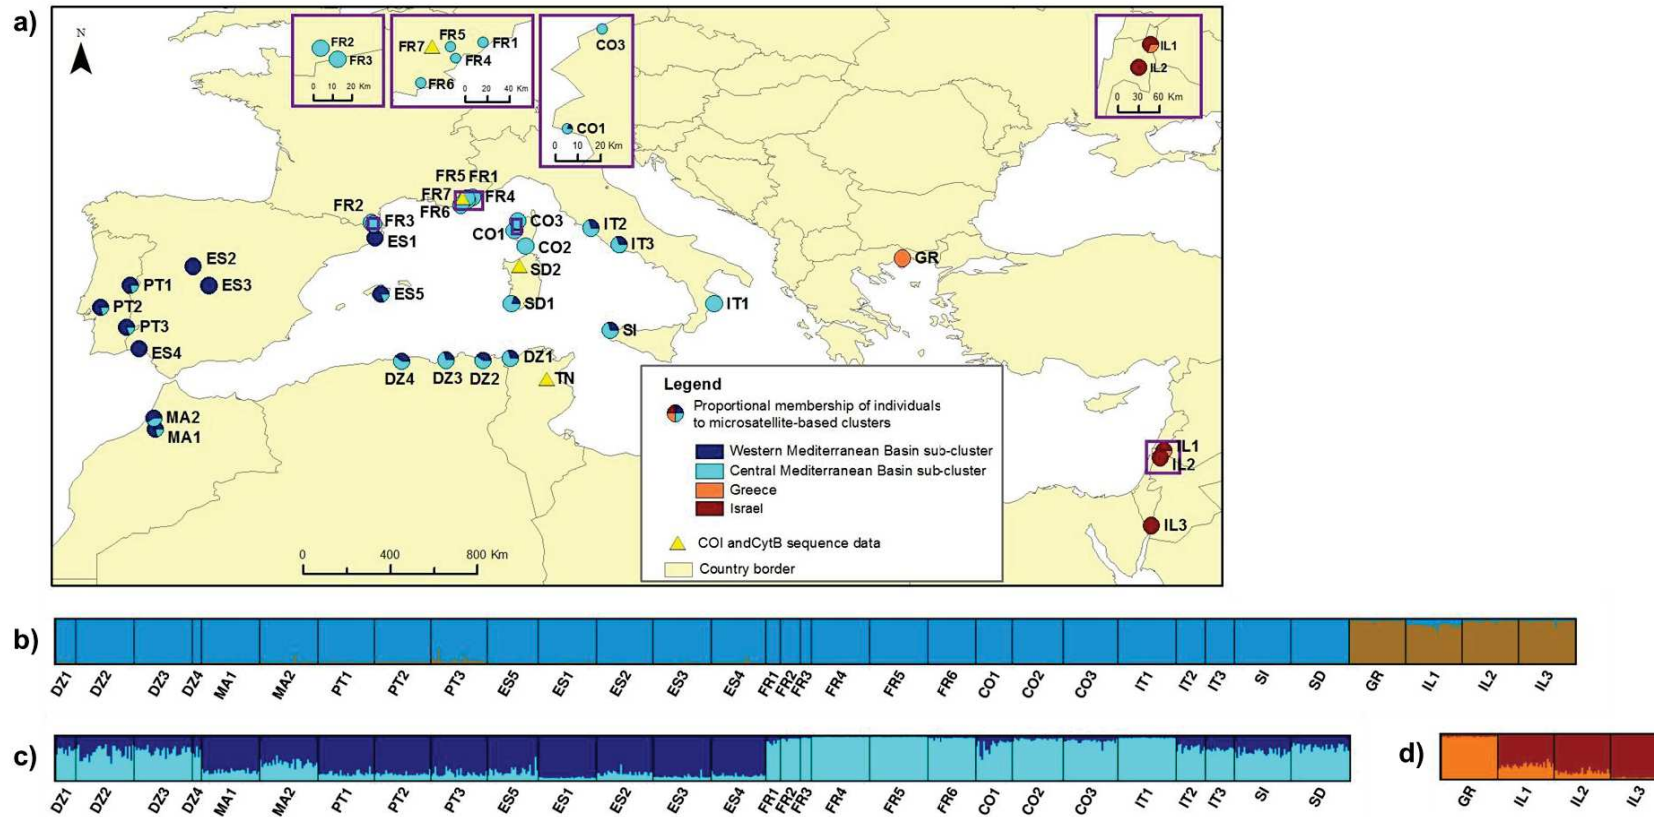 a)
N
FR2
FR3
0 10 20 Km
FR7
FR5
FR1
FR4
FR6
0 20 40 Km
CO3
CO1
0 10 20 Km
IL1
IL2
0 30 60 Km
FR5 FR1
FR7
FR4
FR6
FR2
FR3
ES1
CO3
CO1
CO2
IT2
IT3
GR
ES2
PT1
ES3
SD2
PT2
ES5
SD1
IT1
PT3
SI
ES4
DZ1
DZ4
DZ3
DZ2
TN
MA2
MA1
IL1
IL2
IL3
0 400 800 Km
Legend
Proportional membership of individuals
to microsatellite-based clusters
Western Mediterranean Basin sub-cluster
Central Mediterranean Basin sub-cluster
Greece
Israel
COI andCytB sequence data
Country border
b)
DZ1 DZ2 DZ3 DZ4 MA1 MA2 PT1 PT2 PT3 ES5 ES1 ES2 ES3 ES4 FR1 FR2 FR3 FR4 FR5 FR6 CO1 CO2 CO3 IT1 IT2 IT3 SI SD GR IL1 IL2 IL3
c)
DZ1 DZ2 DZ3 DZ4 MA1 MA2 PT1 PT2 PT3 ES5 ES1 ES2 ES3 ES4 FR1 FR2 FR3 FR4 FR5 FR6 CO1 CO2 CO3 IT1 IT2 IT3 SI SD
d)
GR IL1 IL2 IL3